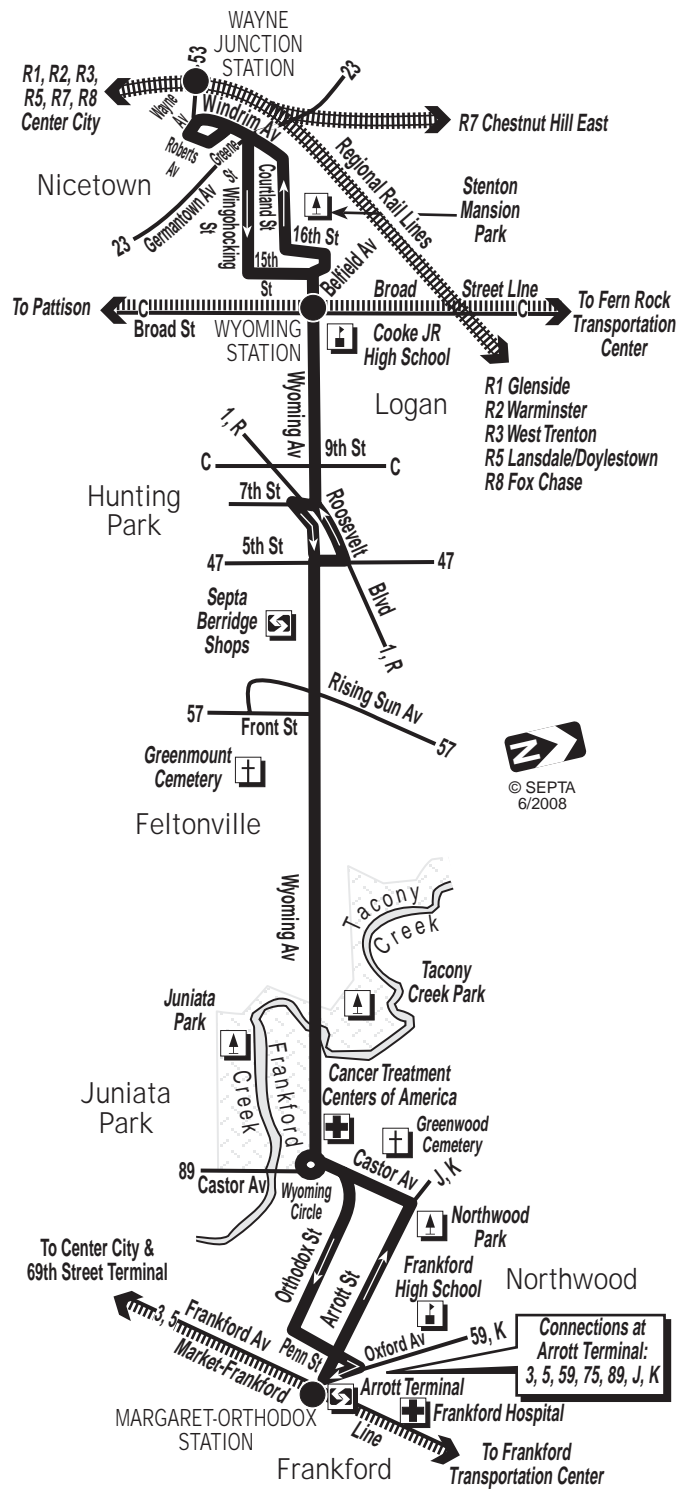 WAYNE
JUNCTION
STATION
53
23
R1, R2, R3,
R5, R7, R8
Center City
Wayne
Av
Windrim Av
R7 Chestnut Hill East
Roberts
Av
Greene
St
Nicetown
Regional Rail Lines
Stenton
Mansion
Park
Courtland St
Wingohocking
St
Germantown Av
23
16th St
15th
St
Belfield Av
To Pattison
C
Broad St
Broad
Street LIne
C
To Fern Rock
Transportation
Center
WYOMING
STATION
Cooke JR
High School
Logan
R1 Glenside
R2 Warminster
R3 West Trenton
R5 Lansdale/Doylestown
R8 Fox Chase
Wyoming Av
1, R
9th St
C
C
Hunting
Park
7th St
Roosevelt
Blvd
5th St
47
47
Septa
Berridge
Shops
1, R
Rising Sun Av
57
Front St
57
Greenmount
Cemetery
N
© SEPTA
6/2008
Feltonville
Wyoming Av
Tacony
Creek
Tacony
Creek Park
Juniata
Park
Frankford
Creek
Juniata
Park
Cancer Treatment
Centers of America
Greenwood
Cemetery
Castor Av
J, K
89
Castor Av
Wyoming
Circle
Northwood
Park
Orthodox St
Arrott St
Frankford
High School
Northwood
To Center City &
69th Street Terminal
3, 5
Frankford Av
Market-Frankford
Line
Penn St
Oxford Av
59, K
Connections at
Arrott Terminal:
3, 5, 59, 75, 89, J, K
Arrott Terminal
MARGARET-ORTHODOX
STATION
Frankford Hospital
Frankford
To Frankford
Transportation Center